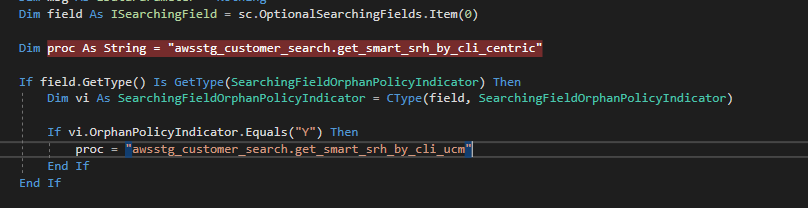 Dim field As ISearchingField = sc.OptionalSearchingFields.Item(0)
Dim proc As String = "awsstg_customer_search.get_smart_srh_by_cli_centric"
If field.GetType() Is GetType(SearchingFieldOrphanPolicyIndicator) Then
Dim vi As SearchingFieldOrphanPolicyIndicator = CType(field, SearchingFieldOrphanPolicyIndicator)
If vi.OrphanPolicyIndicator.Equals("Y") Then
proc = "awsstg_customer_search.get_smart_srh_by_cli_ucm"
End If
End If